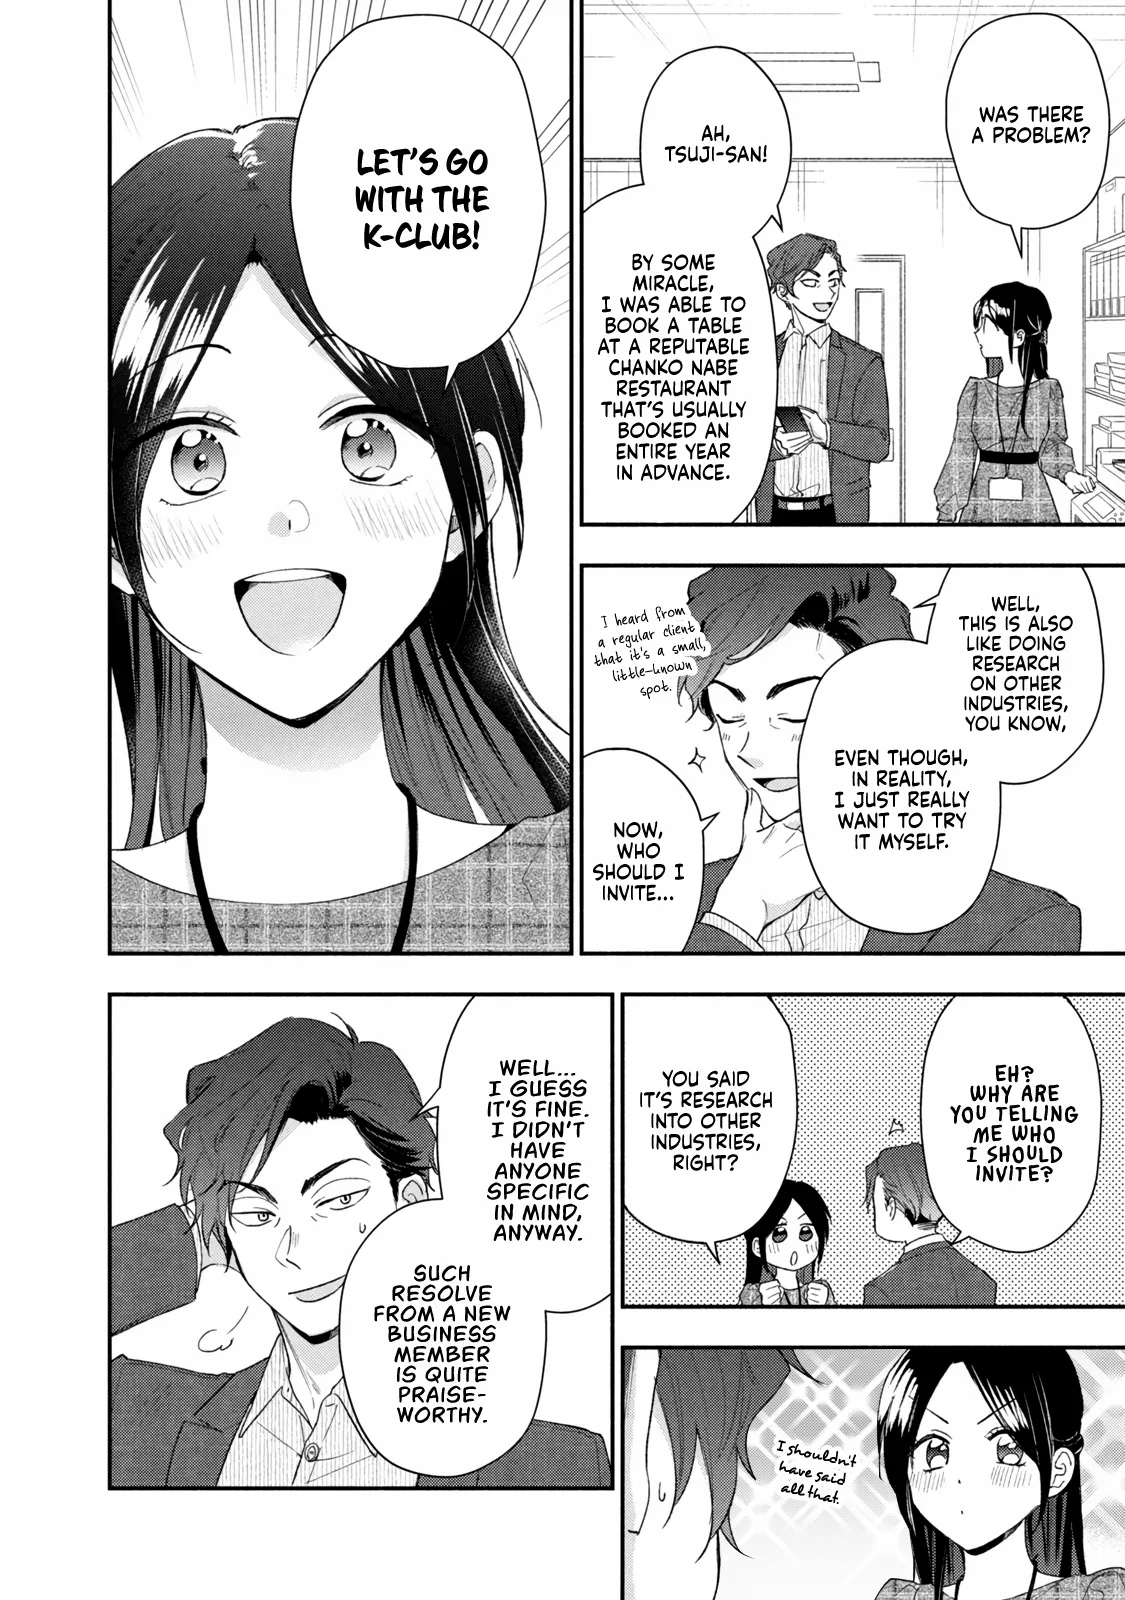 WAS THERE
A PROBLEM?
AH,
TSUJI-SAN!
BY SOME
MIRACLE,
I WAS ABLE TO
BOOK A TABLE
AT A REPUTABLE
CHANKO NABE
RESTAURANT
THAT'S USUALLY
BOOKED AN
ENTIRE YEAR
IN ADVANCE.
WELL,
THIS IS ALSO
LIKE DOING
RESEARCH
ON OTHER
INDUSTRIES,
YOU KNOW,
EVEN THOUGH,
IN REALITY,
I JUST REALLY
WANT TO TRY
IT MYSELF.
I heard from
a regular client
that it's a small,
little-known
spot.
NOW,
WHO
SHOULD I
INVITE...
LET'S GO
WITH THE
K-CLUB!
EH?
WHY ARE
YOU TELLING
ME WHO
I SHOULD
INVITE?
YOU SAID
IT'S RESEARCH
INTO OTHER
INDUSTRIES,
RIGHT?
I shouldn't
have said
all that.
WELL...
I GUESS
IT'S FINE.
I DIDN'T
HAVE
ANYONE
SPECIFIC
IN MIND,
ANYWAY.
SUCH
RESOLVE
FROM A NEW
BUSINESS
MEMBER
IS QUITE
PRAISE-
WORTHY.